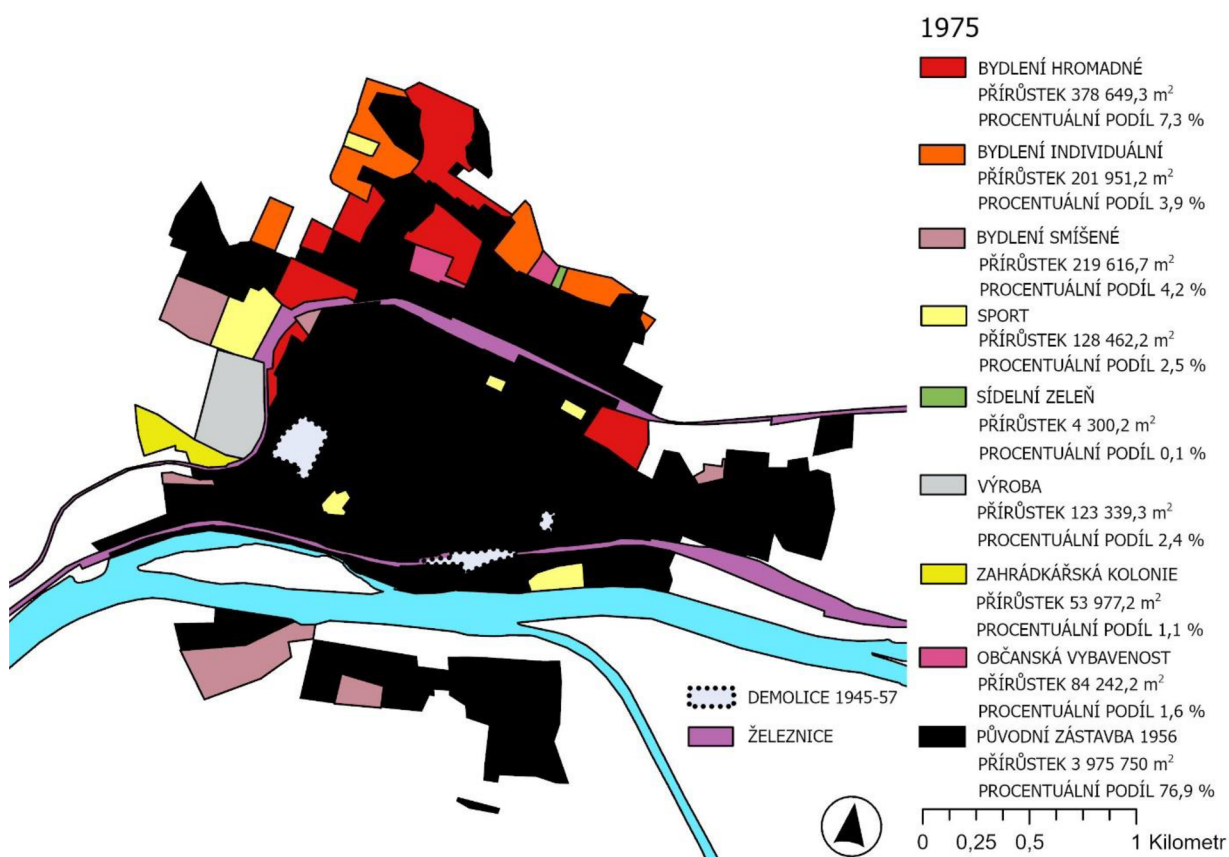 1975
BYDLENÍ HROMADNÉ
PŘÍRŮSTEK 378 649,3 m²
PROCENTUÁLNÍ PODÍL 7,3 %
BYDLENÍ INDIVIDUÁLNÍ
PŘÍRŮSTEK 201 951,2 m²
PROCENTUÁLNÍ PODÍL 3,9 %
BYDLENÍ SMÍŠENÉ
PŘÍRŮSTEK 219 616,7 m²
PROCENTUÁLNÍ PODÍL 4,2 %
SPORT
PŘÍRŮSTEK 128 462,2 m²
PROCENTUÁLNÍ PODÍL 2,5 %
SÍDELNÍ ZELEŇ
PŘÍRŮSTEK 4 300,2 m²
PROCENTUÁLNÍ PODÍL 0,1 %
VÝROBA
PŘÍRŮSTEK 123 339,3 m²
PROCENTUÁLNÍ PODÍL 2,4 %
ZAHRÁDKÁŘSKÁ KOLONIE
PŘÍRŮSTEK 53 977,2 m²
PROCENTUÁLNÍ PODÍL 1,1 %
OBČANSKÁ VYBAVENOST
PŘÍRŮSTEK 84 242,2 m²
PROCENTUÁLNÍ PODÍL 1,6 %
PŮVODNÍ ZÁSTAVBA 1956
PŘÍRŮSTEK 3 975 750 m²
PROCENTUÁLNÍ PODÍL 76,9 %
DEMOLICE 1945-57
ŽELEZNICE
0 0,25 0,5 1 Kilometr